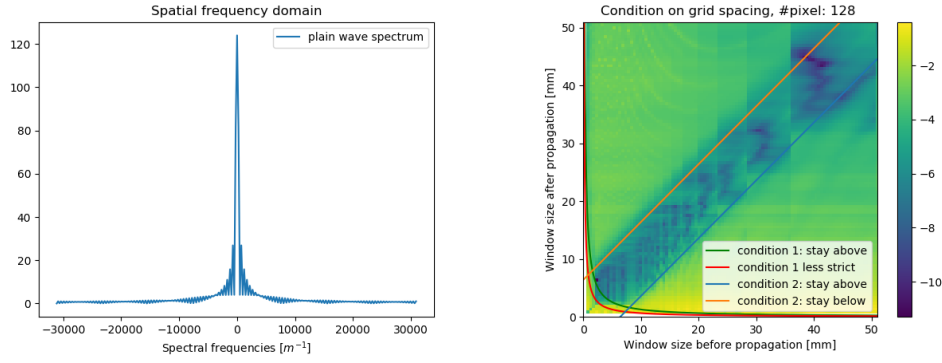 Spatial frequency domain
120
100
80
60
40
20
0
plain wave spectrum
−30000 −20000 −10000 0 10000 20000 30000
Spectral frequencies [m⁻¹]
Condition on grid spacing, #pixel: 128
Window size after propagation [mm]
50
40
30
20
10
0
condition 1: stay above
condition 1 less strict
condition 2: stay above
condition 2: stay below
0 10 20 30 40 50
Window size before propagation [mm]
−2
−4
−6
−8
−10